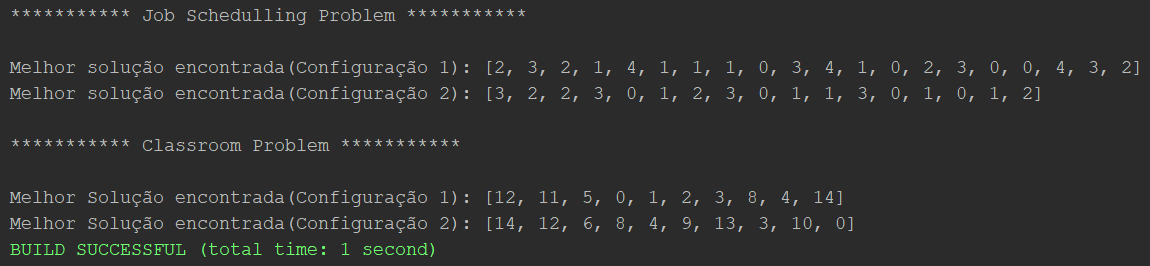 *********** Job Schedulling Problem ***********
Melhor solução encontrada(Configuração 1): [2, 3, 2, 1, 4, 1, 1, 1, 0, 3, 4, 1, 0, 2, 3, 0, 0, 4, 3, 2]
Melhor solução encontrada(Configuração 2): [3, 2, 2, 3, 0, 1, 2, 3, 0, 1, 1, 3, 0, 1, 0, 1, 2]
*********** Classroom Problem ***********
Melhor Solução encontrada(Configuração 1): [12, 11, 5, 0, 1, 2, 3, 8, 4, 14]
Melhor Solução encontrada(Configuração 2): [14, 12, 6, 8, 4, 9, 13, 3, 10, 0]
BUILD SUCCESSFUL (total time: 1 second)